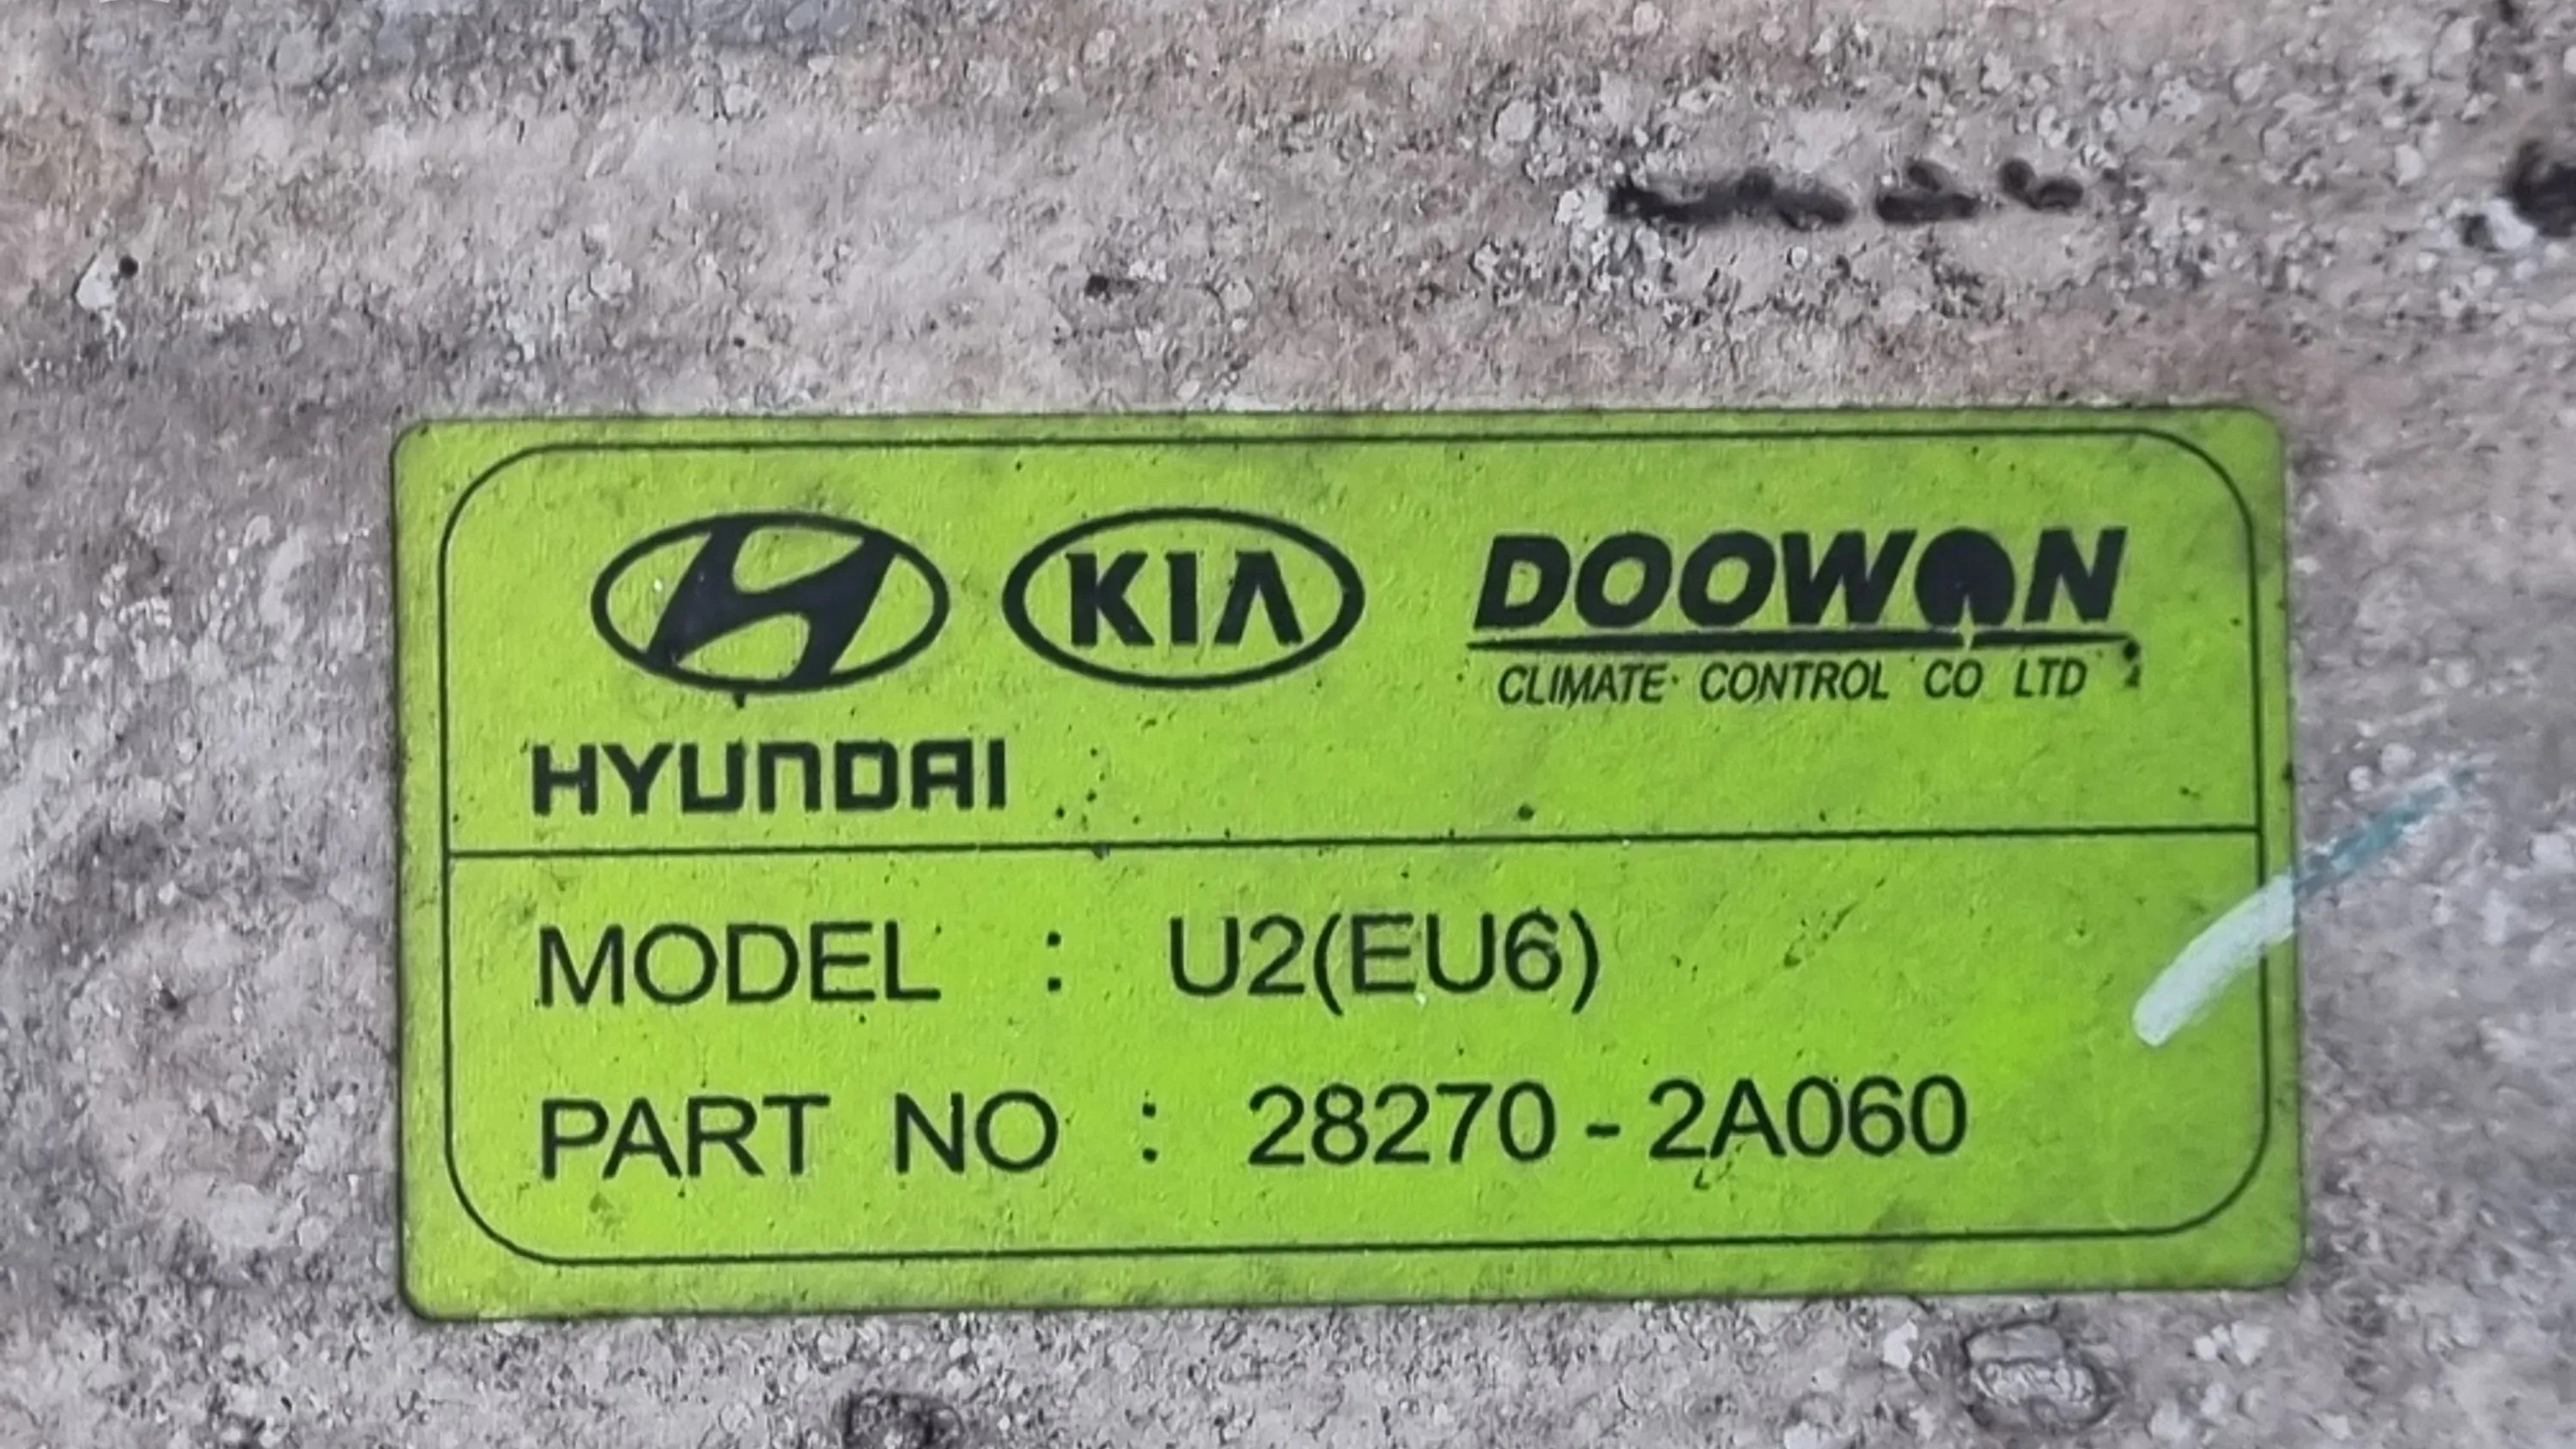 KIA DOOWON
CLIMATE CONTROL CO LTD
HYUNDAI
MODEL : U2(EU6)
PART NO : 28270-2A060